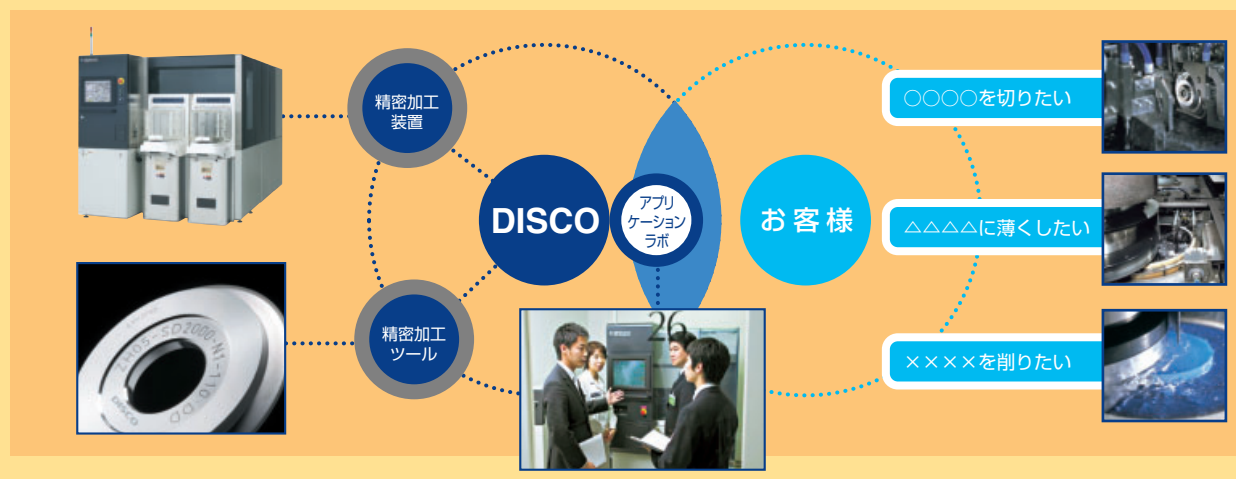 精密加工
装置
DISCO
アプリ
ケーション
ラボ
お客様
○○○○を切りたい
△△△△に薄くしたい
××××を削りたい
精密加工
ツール
ZH05-SD2000-N1-110-DD
DISCO
26